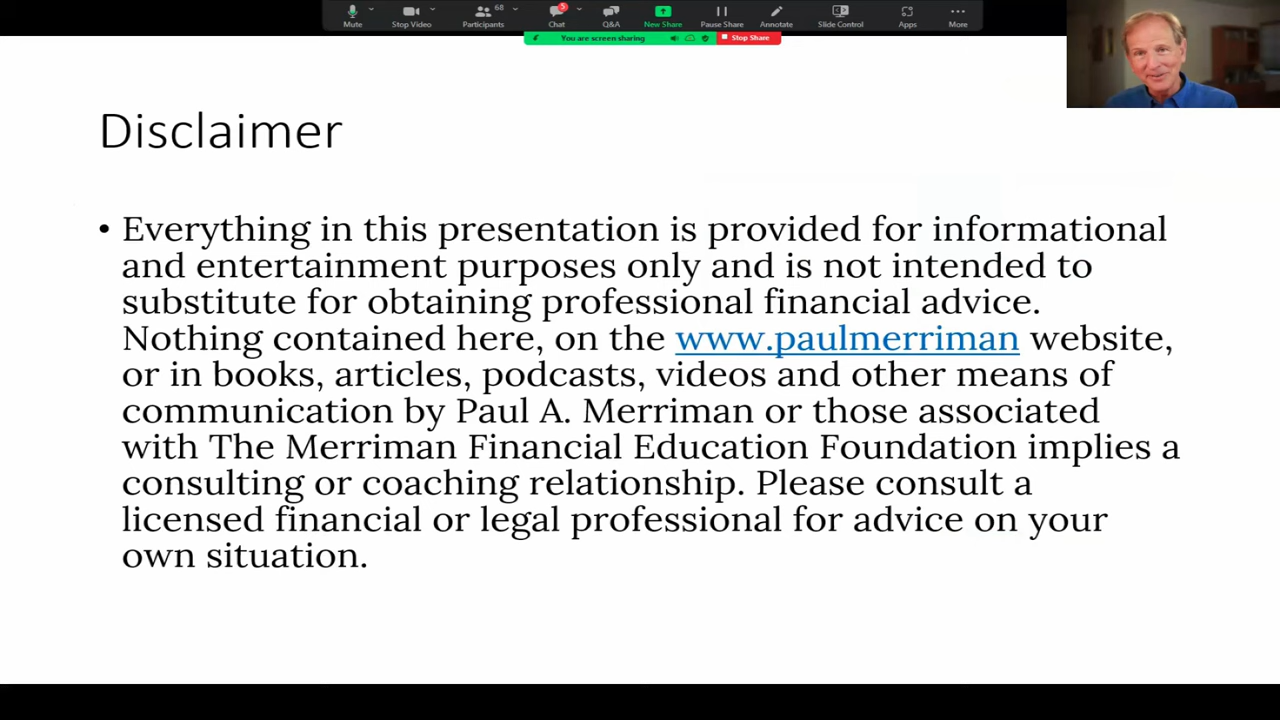 Mute
Stop Video
Participants
68
Chat
5
Q&A
New Share
Pause Share
Annotate
Slide Control
Apps
More
You are screen sharing
Stop Share
Disclaimer
• Everything in this presentation is provided for informational
and entertainment purposes only and is not intended to
substitute for obtaining professional financial advice.
Nothing contained here, on the www.paulmerriman website,
or in books, articles, podcasts, videos and other means of
communication by Paul A. Merriman or those associated
with The Merriman Financial Education Foundation implies a
consulting or coaching relationship. Please consult a
licensed financial or legal professional for advice on your
own situation.